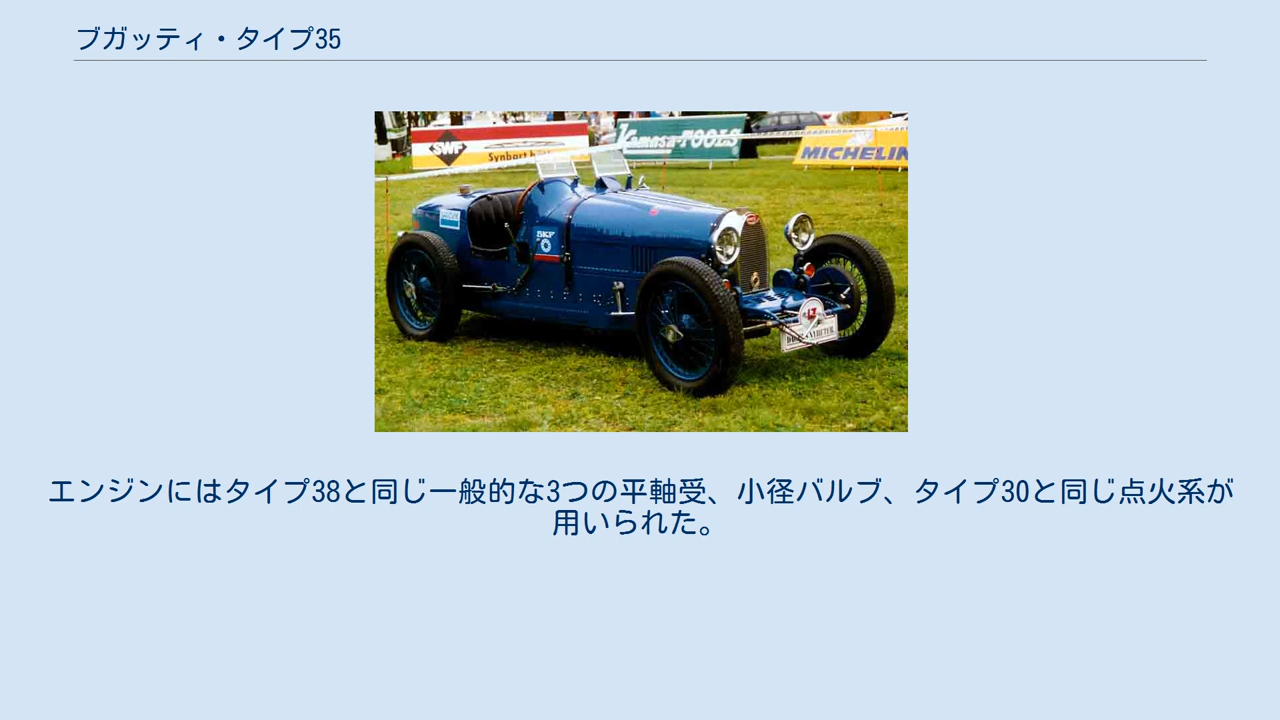 ブガッティ・タイプ35
SWF
Synbart
Kamasa-TOOLS
MICHELIN
SKF
エンジンにはタイプ38と同じ一般的な3つの平軸受、小径バルブ、タイプ30と同じ点火系が
用いられた。